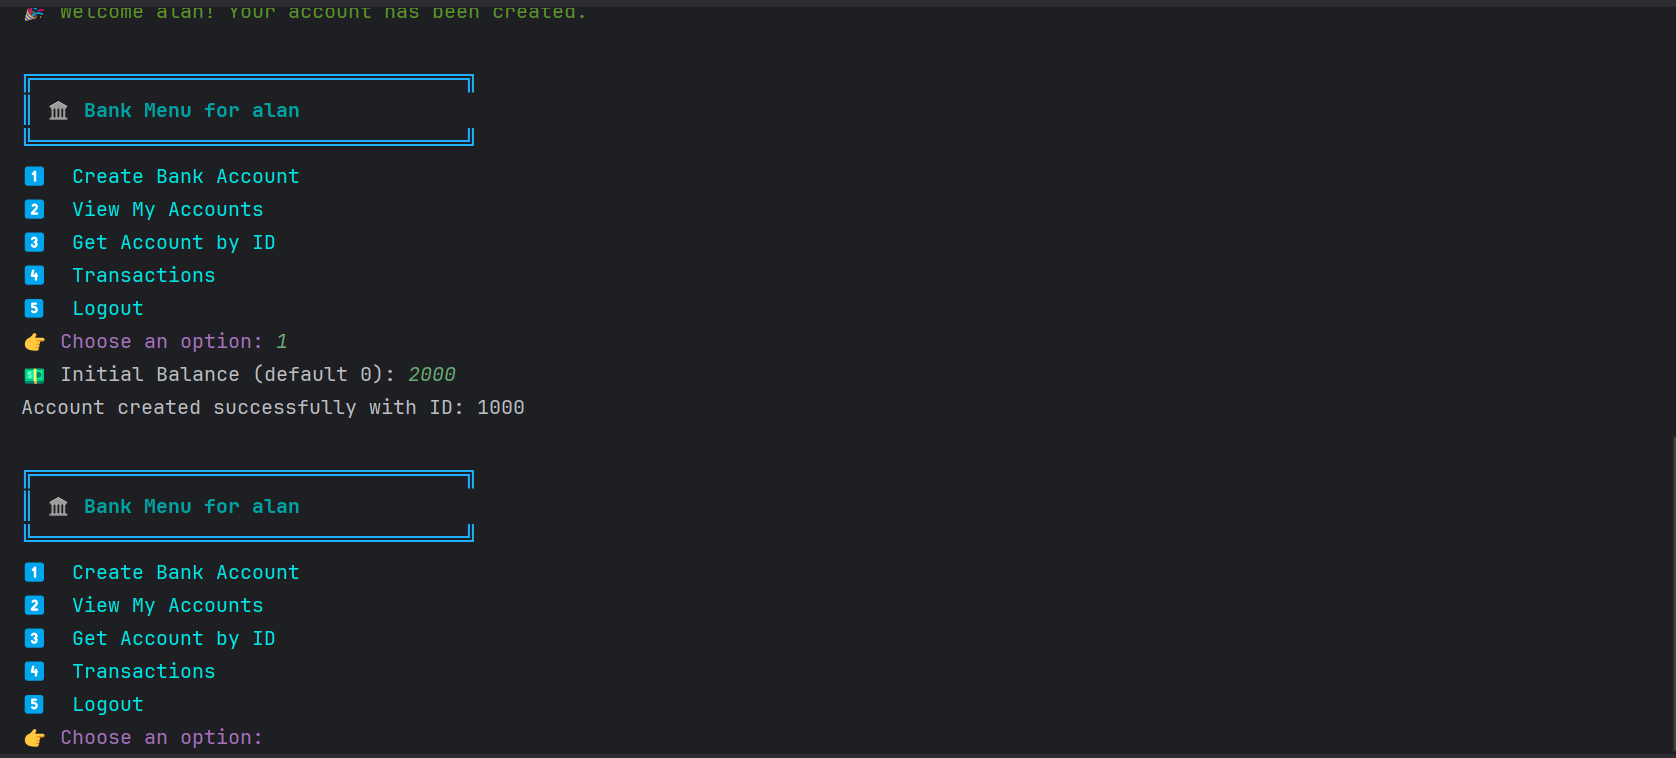 🎉 Welcome alan! Your account has been created.
🏛 Bank Menu for alan
1️⃣ Create Bank Account
2️⃣ View My Accounts
3️⃣ Get Account by ID
4️⃣ Transactions
5️⃣ Logout
👉 Choose an option: 1
💵 Initial Balance (default 0): 2000
Account created successfully with ID: 1000
🏛 Bank Menu for alan
1️⃣ Create Bank Account
2️⃣ View My Accounts
3️⃣ Get Account by ID
4️⃣ Transactions
5️⃣ Logout
👉 Choose an option: